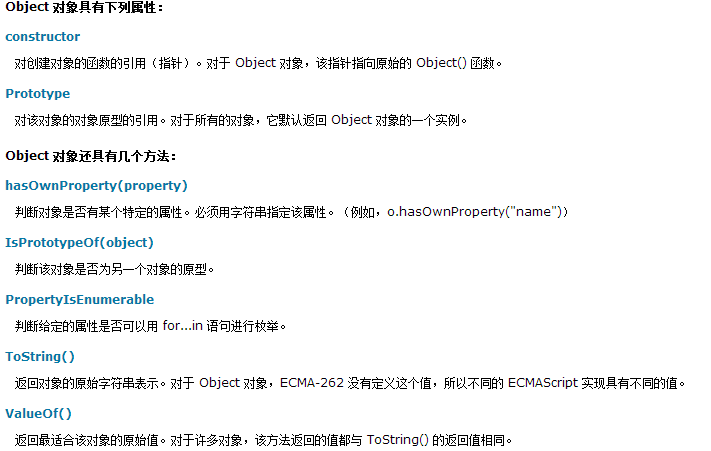 Object 对象具有下列属性：
constructor
对创建对象的函数的引用（指针）。对于 Object 对象，该指针指向原始的 Object() 函数。
Prototype
对该对象的对象原型的引用。对于所有的对象，它默认返回 Object 对象的一个实例。
Object 对象还具有几个方法：
hasOwnProperty(property)
判断对象是否有某个特定的属性。必须用字符串指定该属性。（例如，o.hasOwnProperty("name")）
IsPrototypeOf(object)
判断该对象是否为另一个对象的原型。
PropertyIsEnumerable
判断给定的属性是否可以用 for...in 语句进行枚举。
ToString()
返回对象的原始字符串表示。对于 Object 对象，ECMA-262 没有定义这个值，所以不同的 ECMAScript 实现具有不同的值。
ValueOf()
返回最适合该对象的原始值。对于许多对象，该方法返回的值都与 ToString() 的返回值相同。